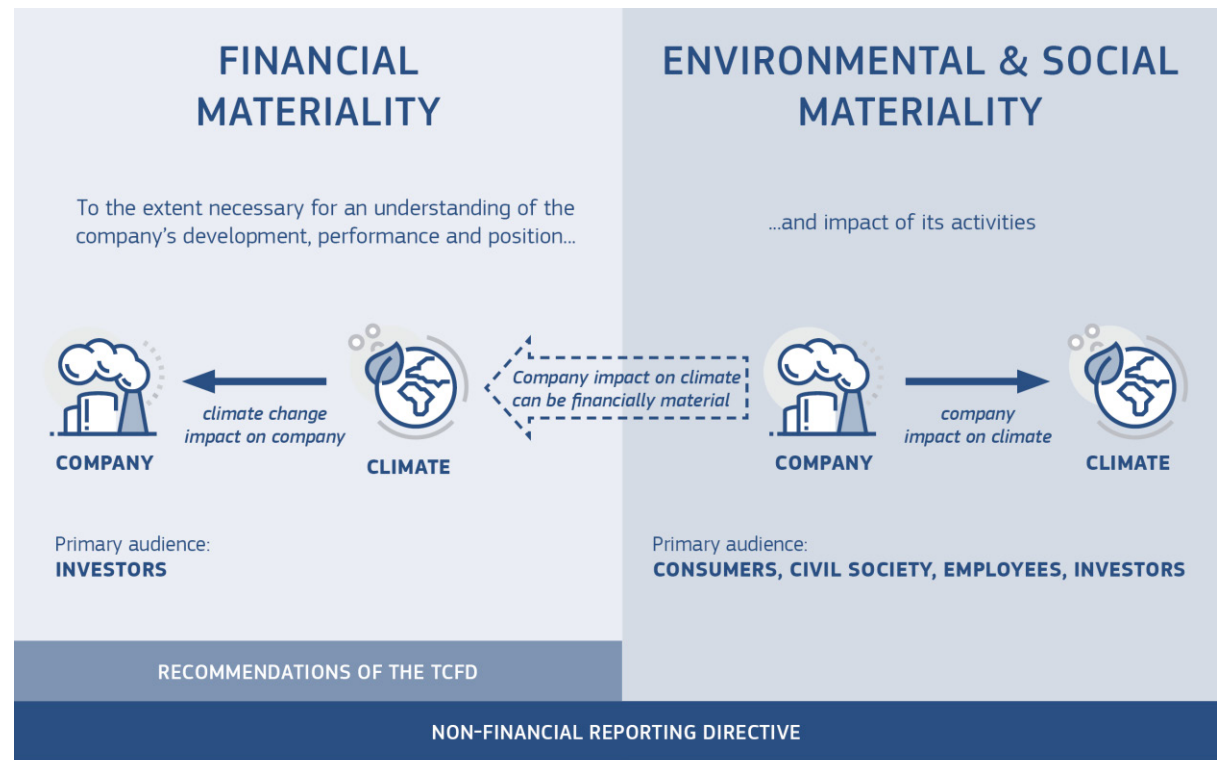 FINANCIAL
MATERIALITY
To the extent necessary for an understanding of the
company's development, performance and position...
climate change
impact on company
COMPANY
CLIMATE
Primary audience:
INVESTORS
RECOMMENDATIONS OF THE TCFD
Company impact on climate
can be financially material
ENVIRONMENTAL & SOCIAL
MATERIALITY
...and impact of its activities
company
impact on climate
COMPANY
CLIMATE
Primary audience:
CONSUMERS, CIVIL SOCIETY, EMPLOYEES, INVESTORS
NON-FINANCIAL REPORTING DIRECTIVE